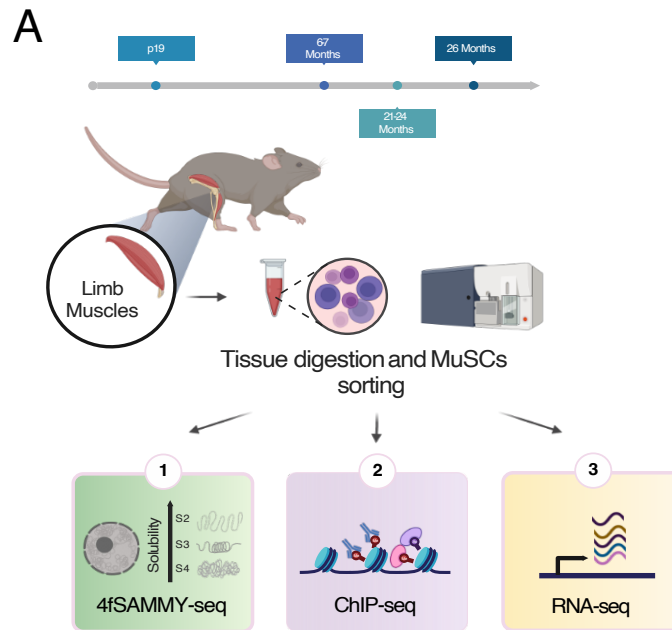 A
p19
67
Months
26 Months
21-24
Months
Limb
Muscles
Tissue digestion and MuSCs
sorting
1
2
3
Solubility
S2
S3
S4
4fSAMMY-seq
ChIP-seq
RNA-seq